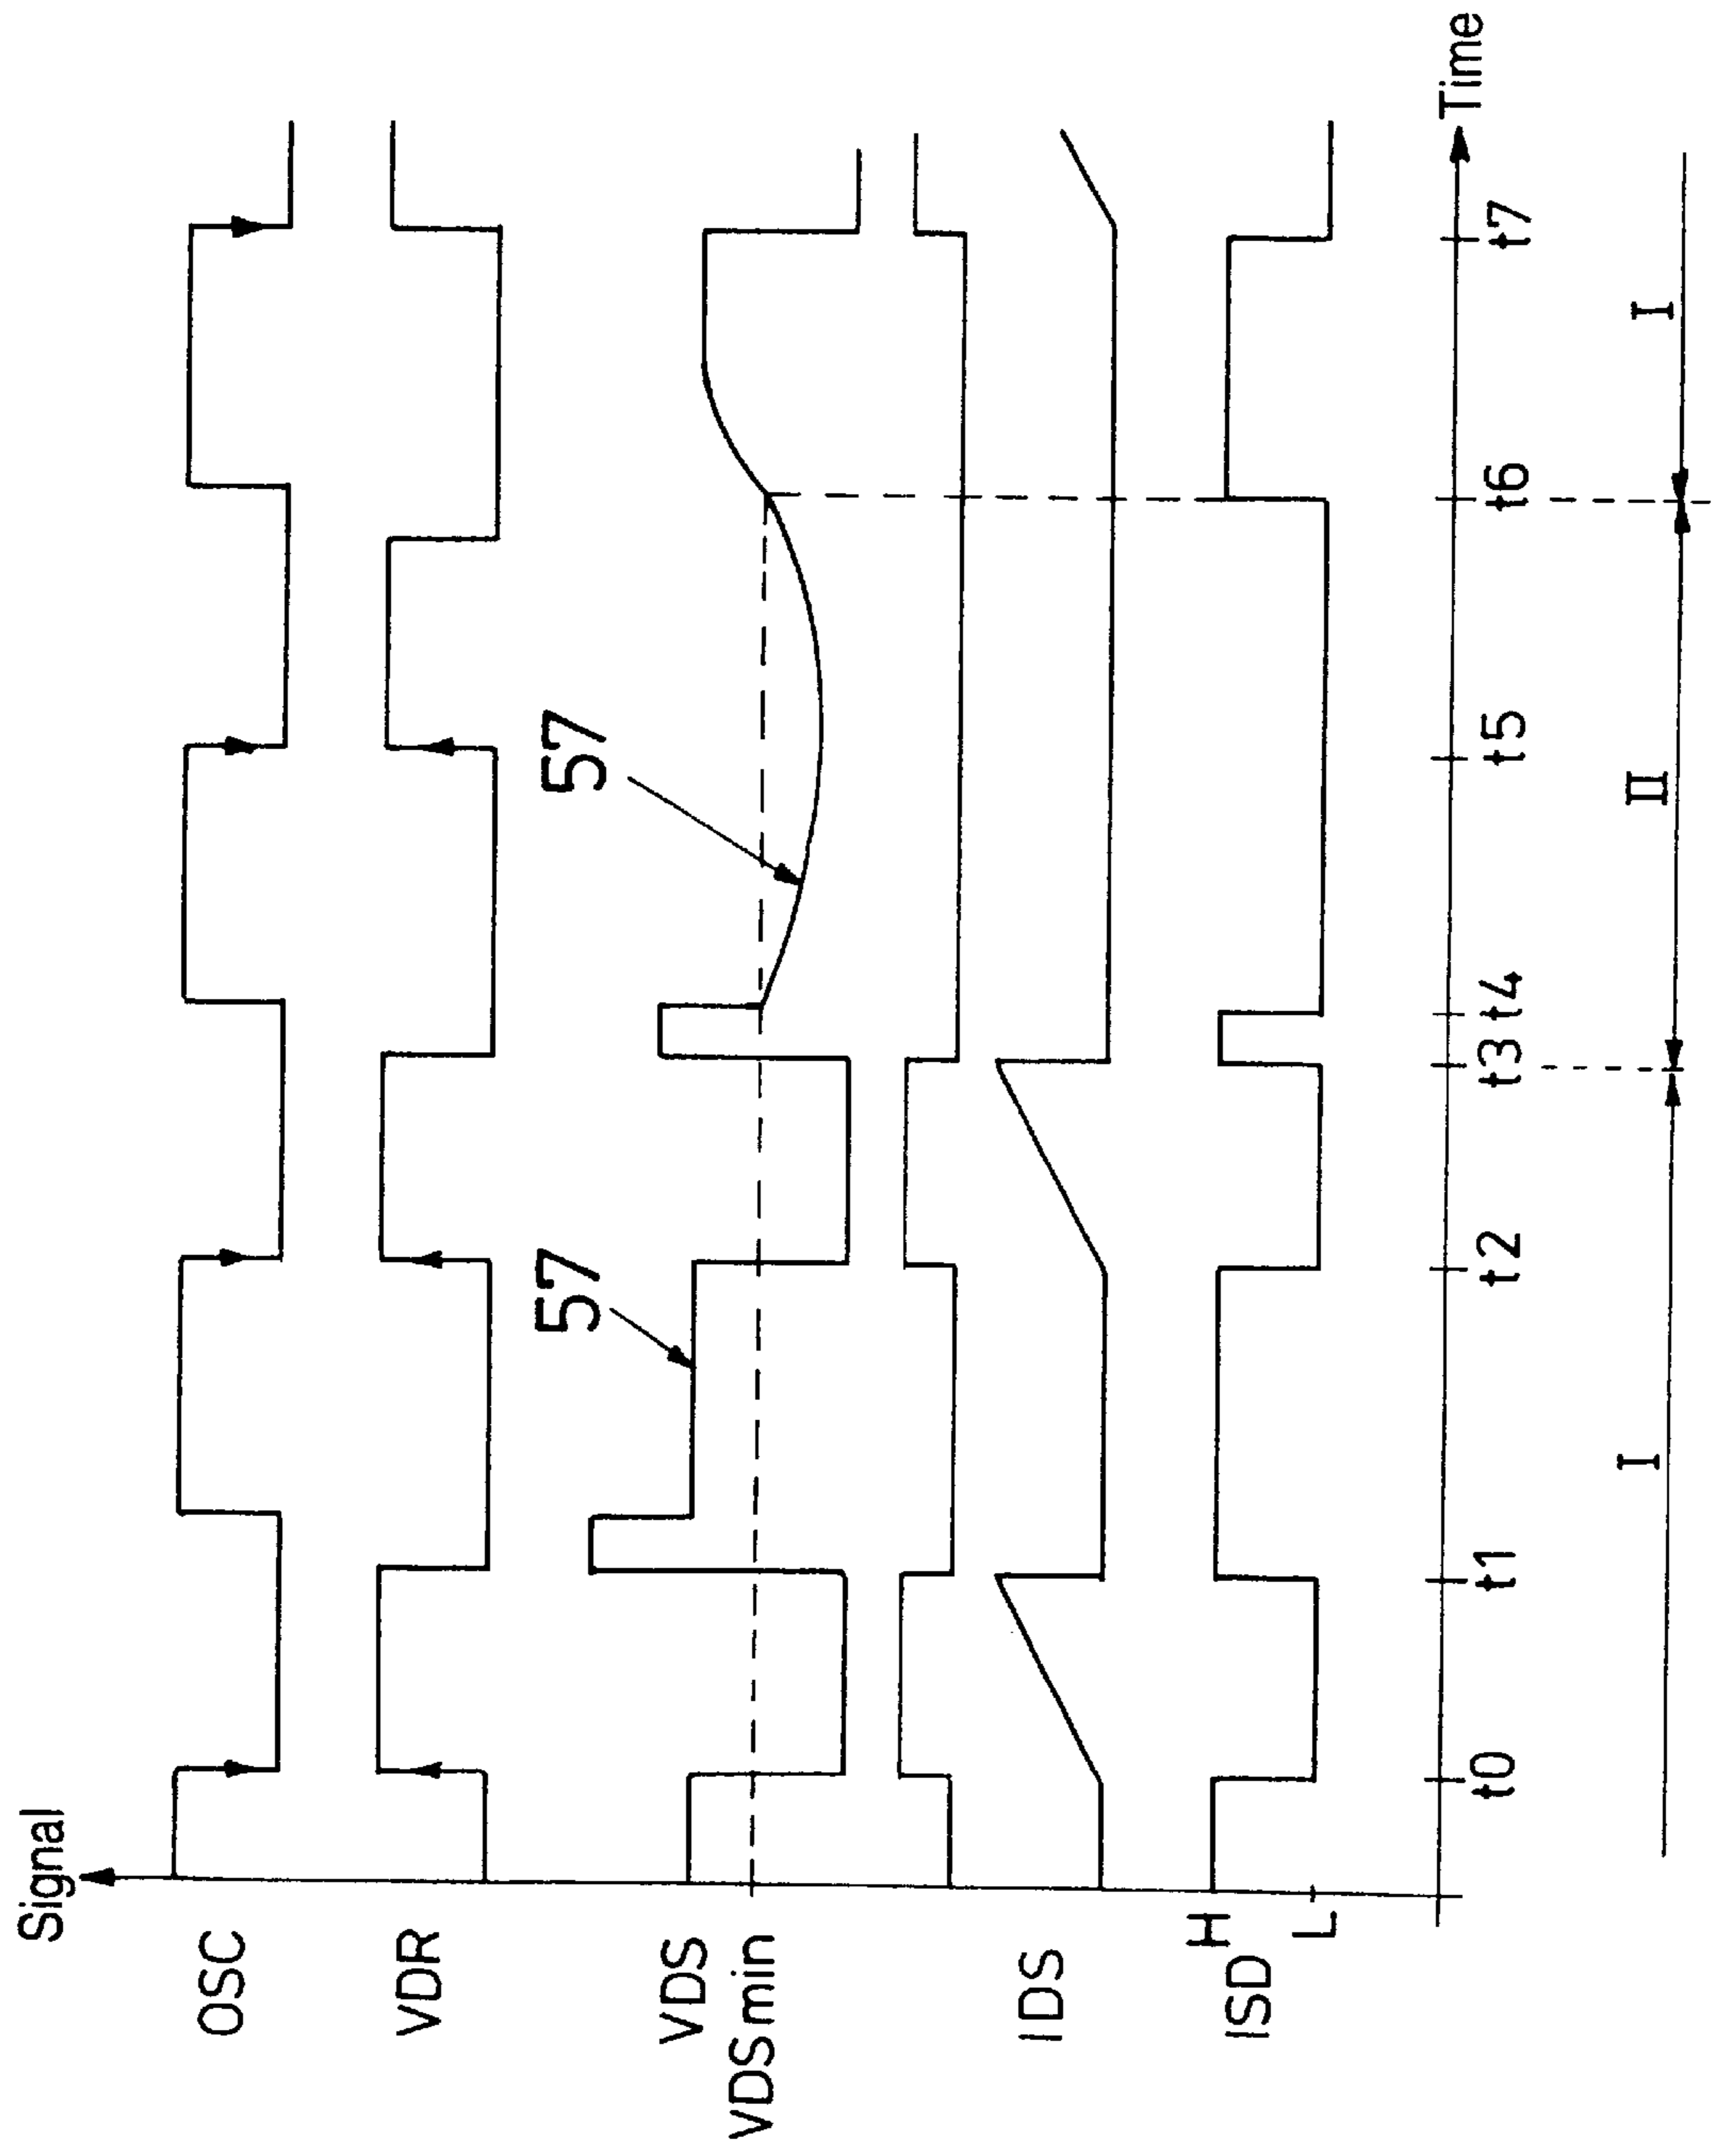 Signal
OSC
VDR
VDS
VDSmin
IDS
ISD
H
L
57
57
t0
t1
t2
t3
t4
t5
t6
t7
Time
I
II
I